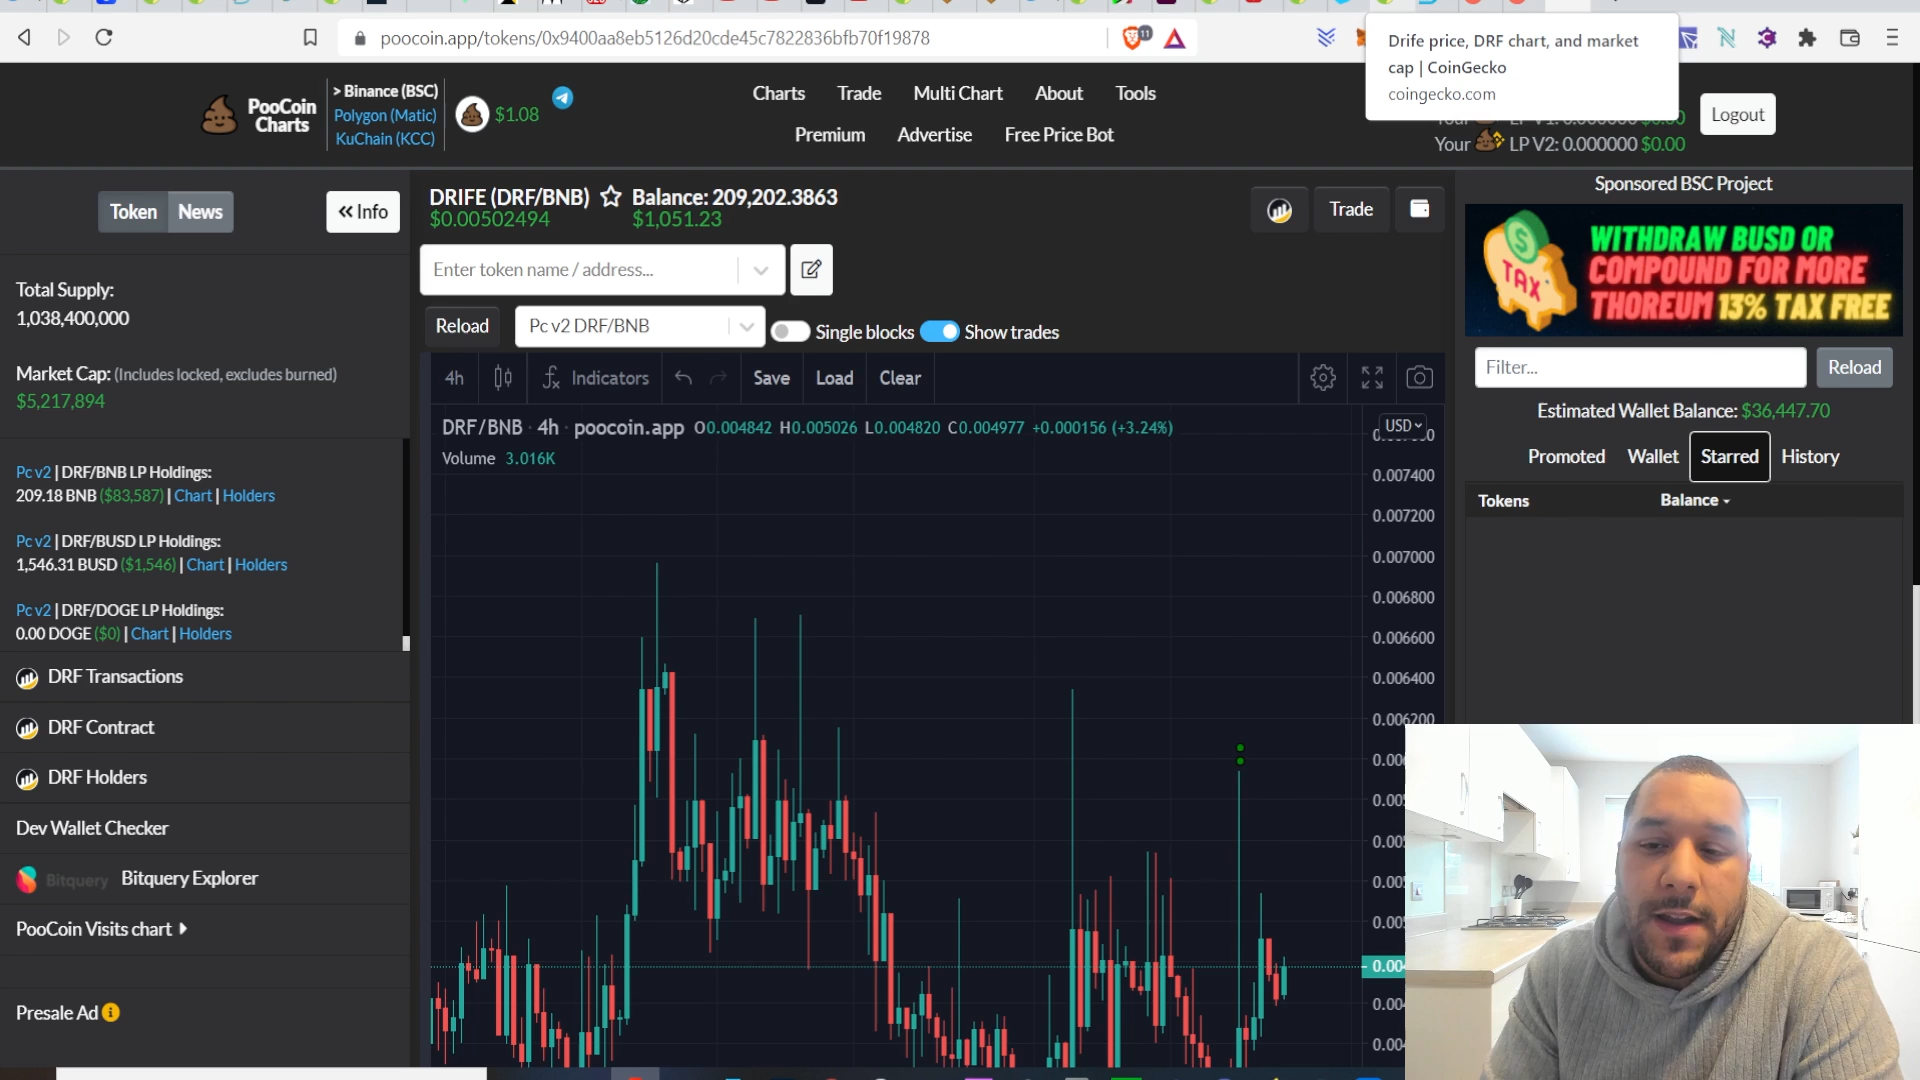 poocoin.app/tokens/0x9400aa8eb5126d20cde45c7822836bfb70f19878
11
Drife price, DRF chart, and market
cap | CoinGecko
coingecko.com
PooCoin
Charts
> Binance (BSC)
Polygon (Matic)
KuChain (KCC)
$1.08
Charts
Trade
Multi Chart
About
Tools
Premium
Advertise
Free Price Bot
Your LP V1: 0.000000 $0.00
Your LP V2: 0.000000 $0.00
Logout
Token
News
« Info
Total Supply:
1,038,400,000
Market Cap: (Includes locked, excludes burned)
$5,217,894
Pc v2 | DRF/BNB LP Holdings:
209.18 BNB ($83,587) | Chart | Holders
Pc v2 | DRF/BUSD LP Holdings:
1,546.31 BUSD ($1,546) | Chart | Holders
Pc v2 | DRF/DOGE LP Holdings:
0.00 DOGE ($0) | Chart | Holders
DRF Transactions
DRF Contract
DRF Holders
Dev Wallet Checker
Bitquery
Bitquery Explorer
PooCoin Visits chart
Presale Ad
DRIFE (DRF/BNB)
Balance: 209,202.3863
$0.00502494
$1,051.23
Trade
Enter token name / address...
Reload
Pc v2 DRF/BNB
Single blocks
Show trades
4h
Indicators
Save
Load
Clear
DRF/BNB · 4h · poocoin.app O0.004842 H0.005026 L0.004820 C0.004977 +0.000156 (+3.24%)
Volume 3.016K
USD
0.007400
0.007200
0.007000
0.006800
0.006600
0.006400
0.006200
Sponsored BSC Project
TAX
WITHDRAW BUSD OR
COMPOUND FOR MORE
THOREUM 13% TAX FREE
Filter...
Reload
Estimated Wallet Balance: $36,447.70
Promoted
Wallet
Starred
History
Tokens
Balance